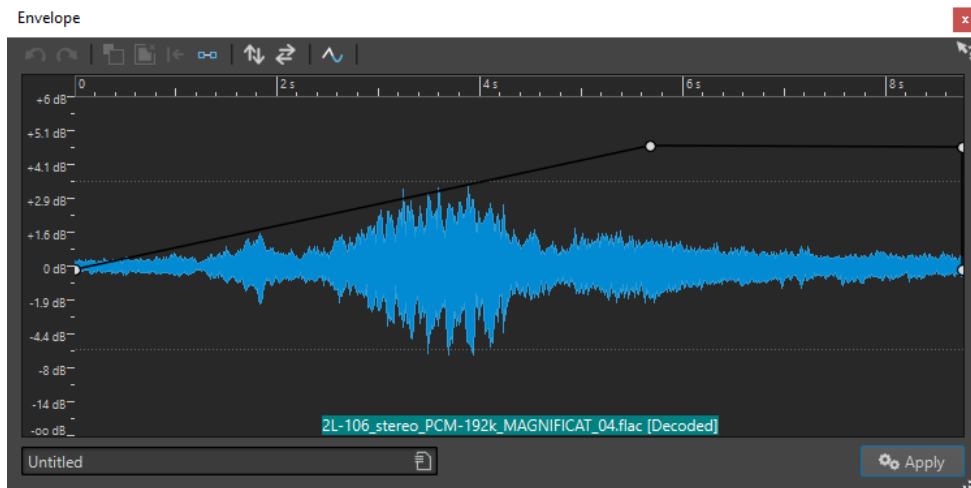 Envelope
x
0 2 s 4 s 6 s 8 s
+6 dB
+5.1 dB
+4.1 dB
+2.9 dB
+1.6 dB
0 dB
-1.9 dB
-4.4 dB
-8 dB
-14 dB
-oo dB
2L-106_stereo_PCM-192k_MAGNIFICAT_04.flac [Decoded]
Untitled
Apply